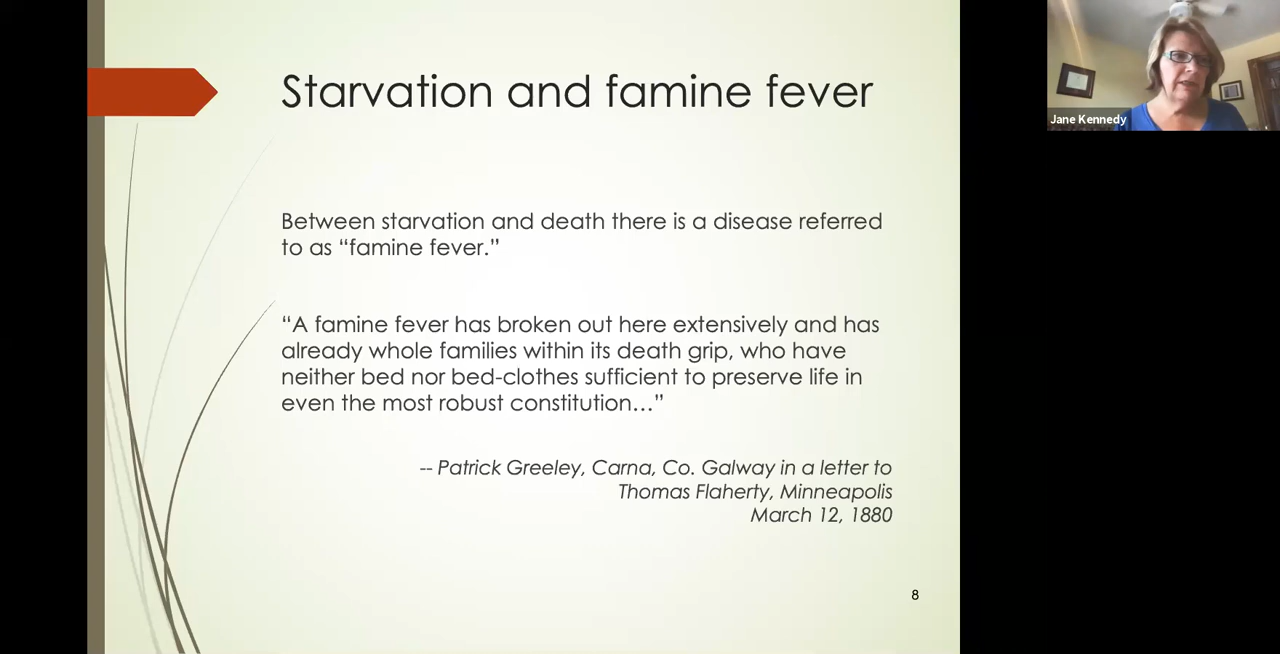 Starvation and famine fever
Between starvation and death there is a disease referred
to as “famine fever.”
“A famine fever has broken out here extensively and has
already whole families within its death grip, who have
neither bed nor bed-clothes sufficient to preserve life in
even the most robust constitution…”
-- Patrick Greeley, Carna, Co. Galway in a letter to
Thomas Flaherty, Minneapolis
March 12, 1880
8
Jane Kennedy